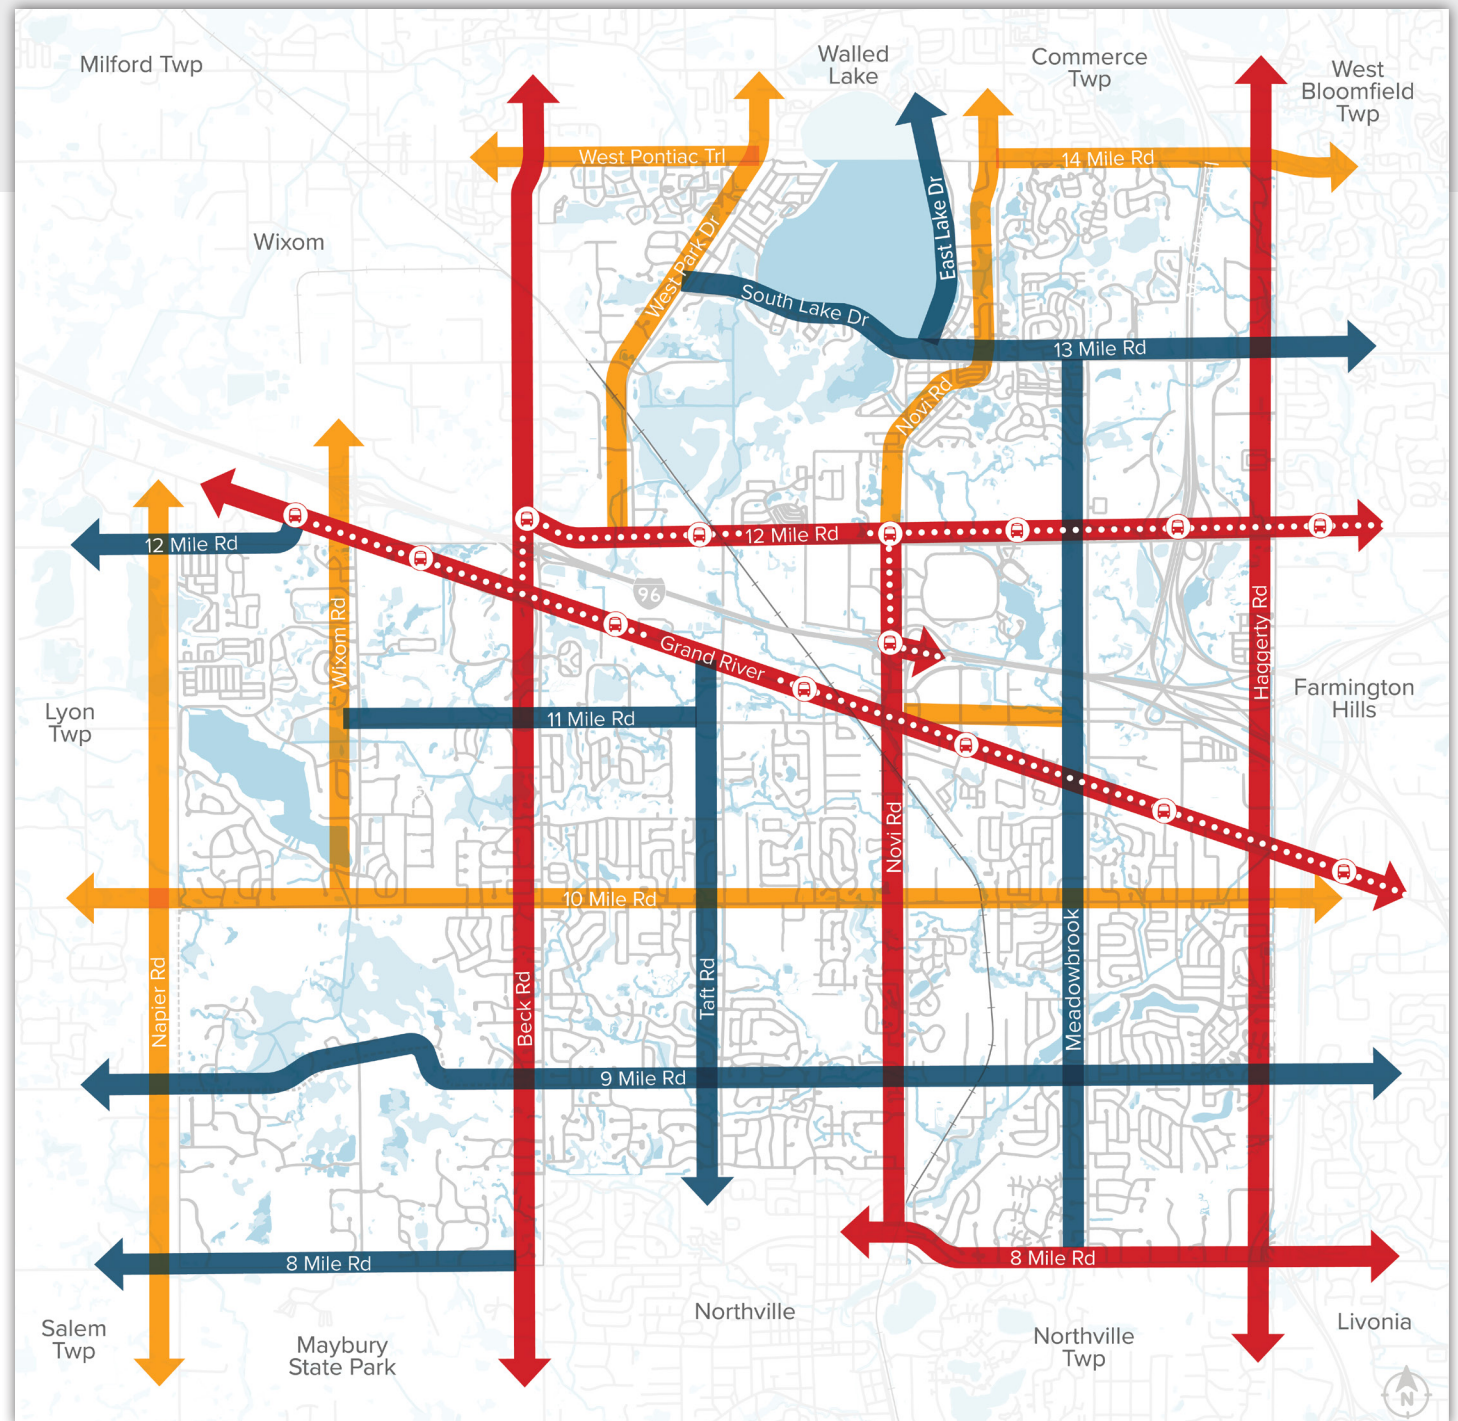 Milford Twp
Walled
Lake
Commerce
Twp
West
Bloomfield
Twp
West Pontiac Trl
14 Mile Rd
Wixom
West Park Dr
East Lake Dr
South Lake Dr
13 Mile Rd
Novi Rd
12 Mile Rd
12 Mile Rd
96
Wixom Rd
Grand River
Haggerty Rd
Farmington
Hills
Lyon
Twp
11 Mile Rd
Novi Rd
10 Mile Rd
Napier Rd
Beck Rd
Taft Rd
Meadowbrook
9 Mile Rd
8 Mile Rd
8 Mile Rd
Northville
Livonia
Salem
Twp
Maybury
State Park
Northville
Twp
N